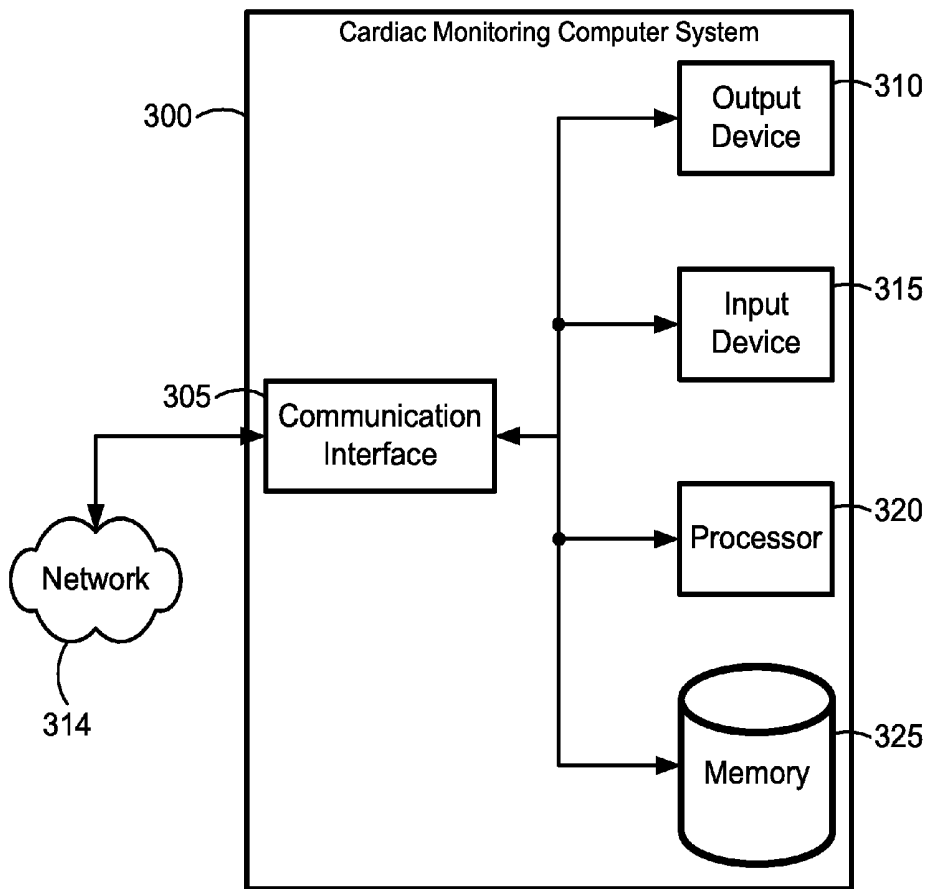 Cardiac Monitoring Computer System
300
Output
Device
310
Input
Device
315
305
Communication
Interface
Processor
320
Network
314
Memory
325